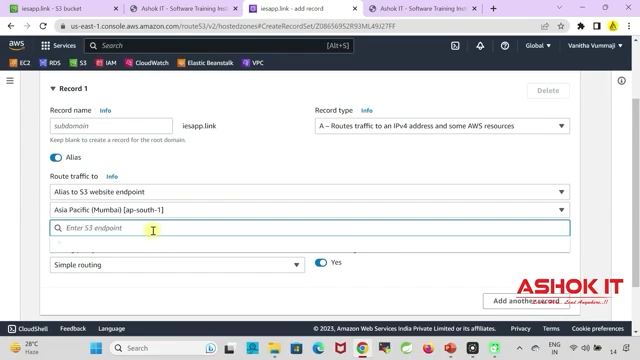 iesapp.link - S3 bucket
Ashok IT - Software Training Inst
iesapp.link - add record
Ashok IT - Software Training Inst
us-east-1.console.aws.amazon.com/route53/v2/hostedzones#CreateRecordSet/Z08656502R58ML49J27FF
aws
Services
Search
[Alt+S]
Global
Vanitha Vummaji
EC2
RDS
S3
IAM
CloudWatch
Elastic Beanstalk
VPC
Record 1
Delete
Record name Info
Record type Info
subdomain
iesapp.link
A – Routes traffic to an IPv4 address and some AWS resources
Keep blank to create a record for the root domain.
Alias
Route traffic to Info
Alias to S3 website endpoint
Asia Pacific (Mumbai) [ap-south-1]
Enter S3 endpoint
Simple routing
Yes
ASHOK IT
Add another record
CloudShell
Feedback
Language
© 2023, Amazon Web Services India Private Limited or its affiliates.
Privacy
Terms
Cookie preferences
28°C
Haze
Search
ENG
IN
14